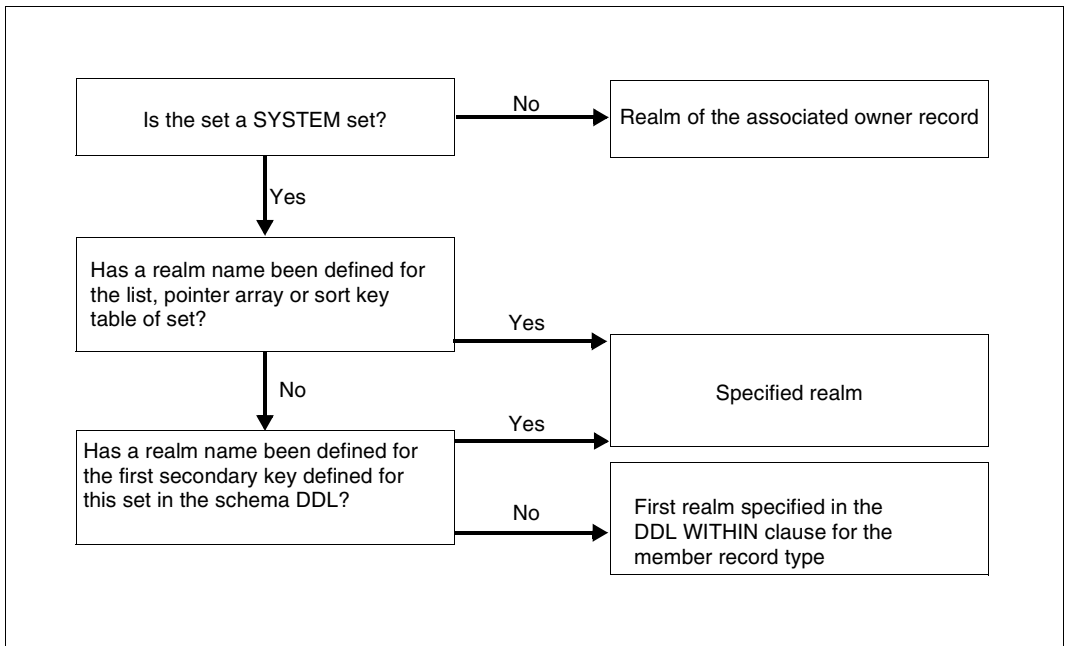 Is the set a SYSTEM set?
No
Realm of the associated owner record
Yes
Has a realm name been defined for
the list, pointer array or sort key
table of set?
Yes
Specified realm
No
Yes
Has a realm name been defined for
the first secondary key defined for
this set in the schema DDL?
No
First realm specified in the
DDL WITHIN clause for the
member record type